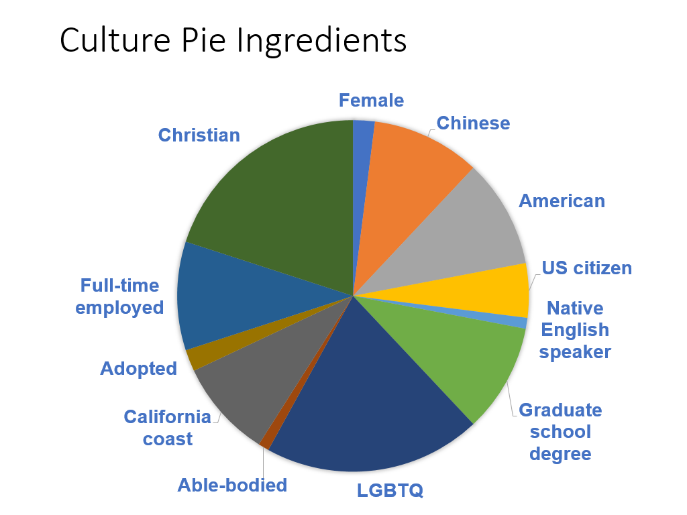 Culture Pie Ingredients
Female
Chinese
American
US citizen
Native
English
speaker
Graduate
school
degree
LGBTQ
Able-bodied
California
coast
Adopted
Full-time
employed
Christian